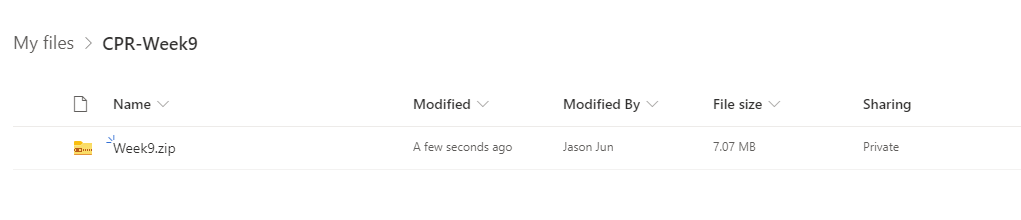 My files > CPR-Week9
Name Modified Modified By File size Sharing
Week9.zip A few seconds ago Jason Jun 7.07 MB Private